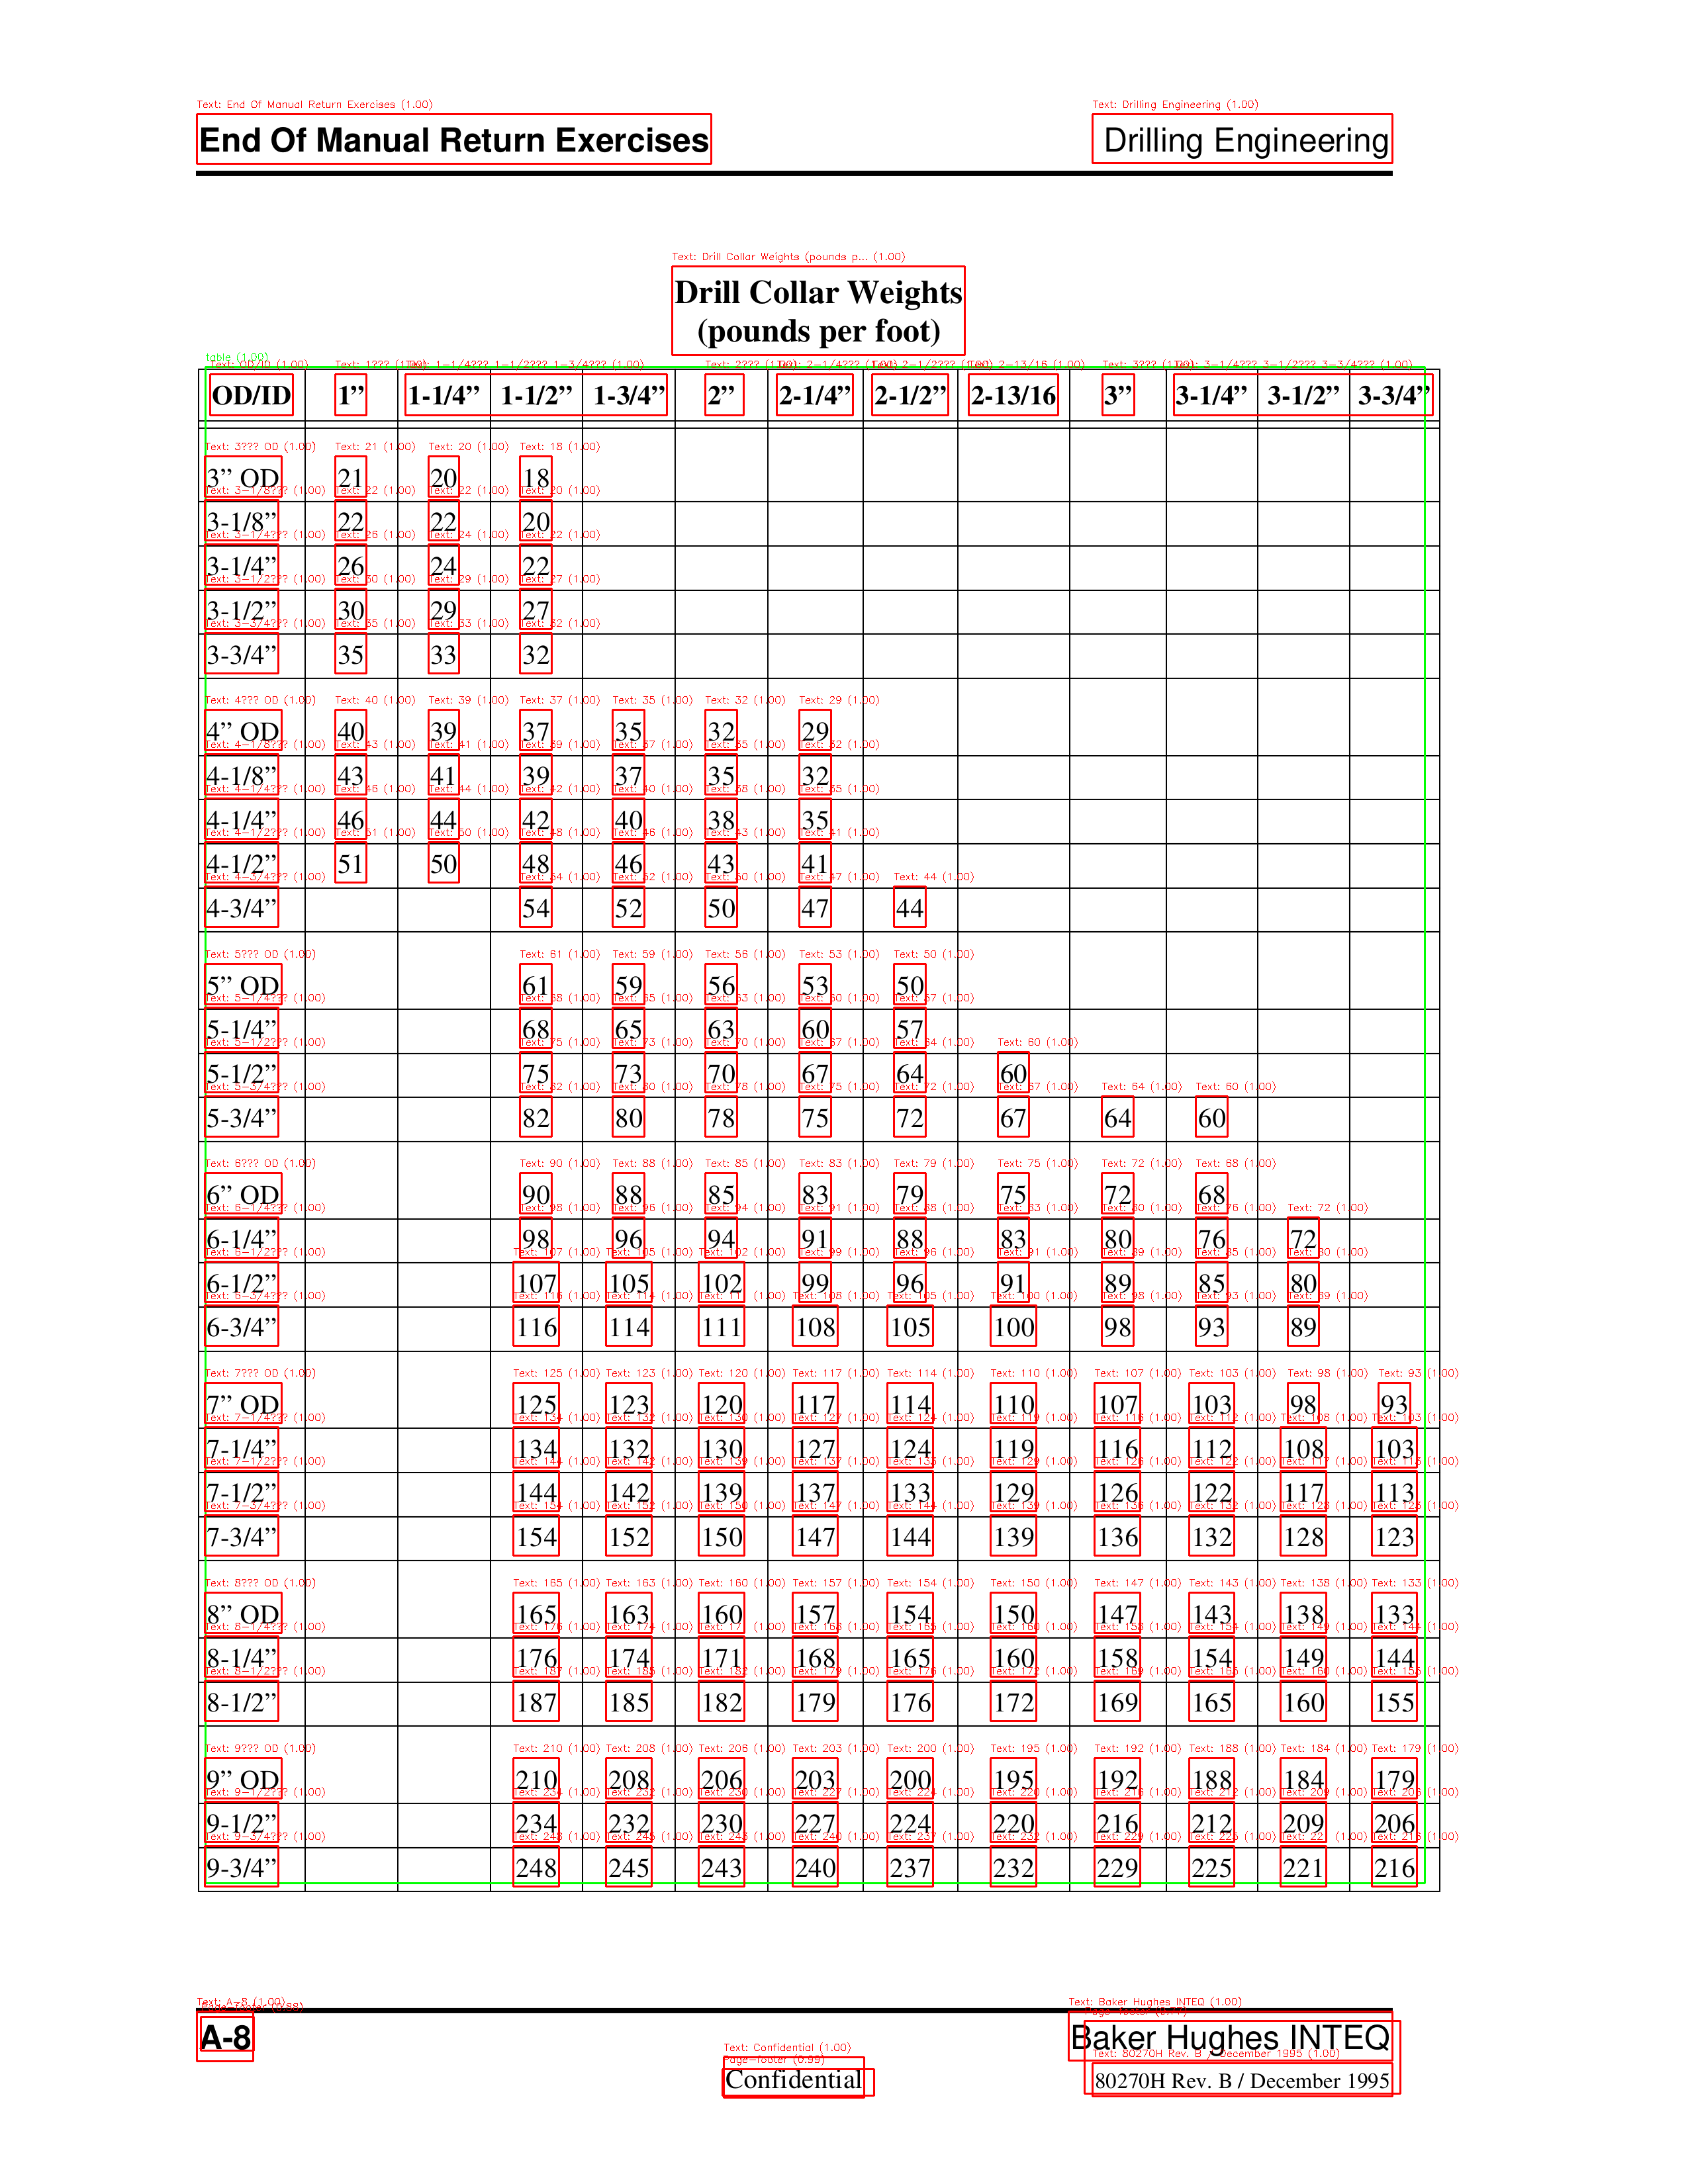 End Of Manual Return Exercises Drilling Engineering
Drill Collar Weights
(pounds per foot)
OD/ID 1” 1-1/4” 1-1/2” 1-3/4” 2” 2-1/4” 2-1/2” 2-13/16 3” 3-1/4” 3-1/2” 3-3/4”
3” OD 21 20 18
3-1/8” 22 22 20
3-1/4” 26 24 22
3-1/2” 30 29 27
3-3/4” 35 33 32
4” OD 40 39 37 35 32 29
4-1/8” 43 41 39 37 35 32
4-1/4” 46 44 42 40 38 35
4-1/2” 51 50 48 46 43 41
4-3/4” 54 52 50 47 44
5” OD 61 59 56 53 50
5-1/4” 68 65 63 60 57
5-1/2” 75 73 70 67 64 60
5-3/4” 82 80 78 75 72 67 64 60
6” OD 90 88 85 83 79 75 72 68
6-1/4” 98 96 94 91 88 83 80 76 72
6-1/2” 107 105 102 99 96 91 89 85 80
6-3/4” 116 114 111 108 105 100 98 93 89
7” OD 125 123 120 117 114 110 107 103 98 93
7-1/4” 134 132 130 127 124 119 116 112 108 103
7-1/2” 144 142 139 137 133 129 126 122 117 113
7-3/4” 154 152 150 147 144 139 136 132 128 123
8” OD 165 163 160 157 154 150 147 143 138 133
8-1/4” 176 174 171 168 165 160 158 154 149 144
8-1/2” 187 185 182 179 176 172 169 165 160 155
9” OD 210 208 206 203 200 195 192 188 184 179
9-1/2” 234 232 230 227 224 220 216 212 209 206
9-3/4” 248 245 243 240 237 232 229 225 221 216
A-8 Baker Hughes INTEQ
Confidential 80270H Rev. B / December 1995